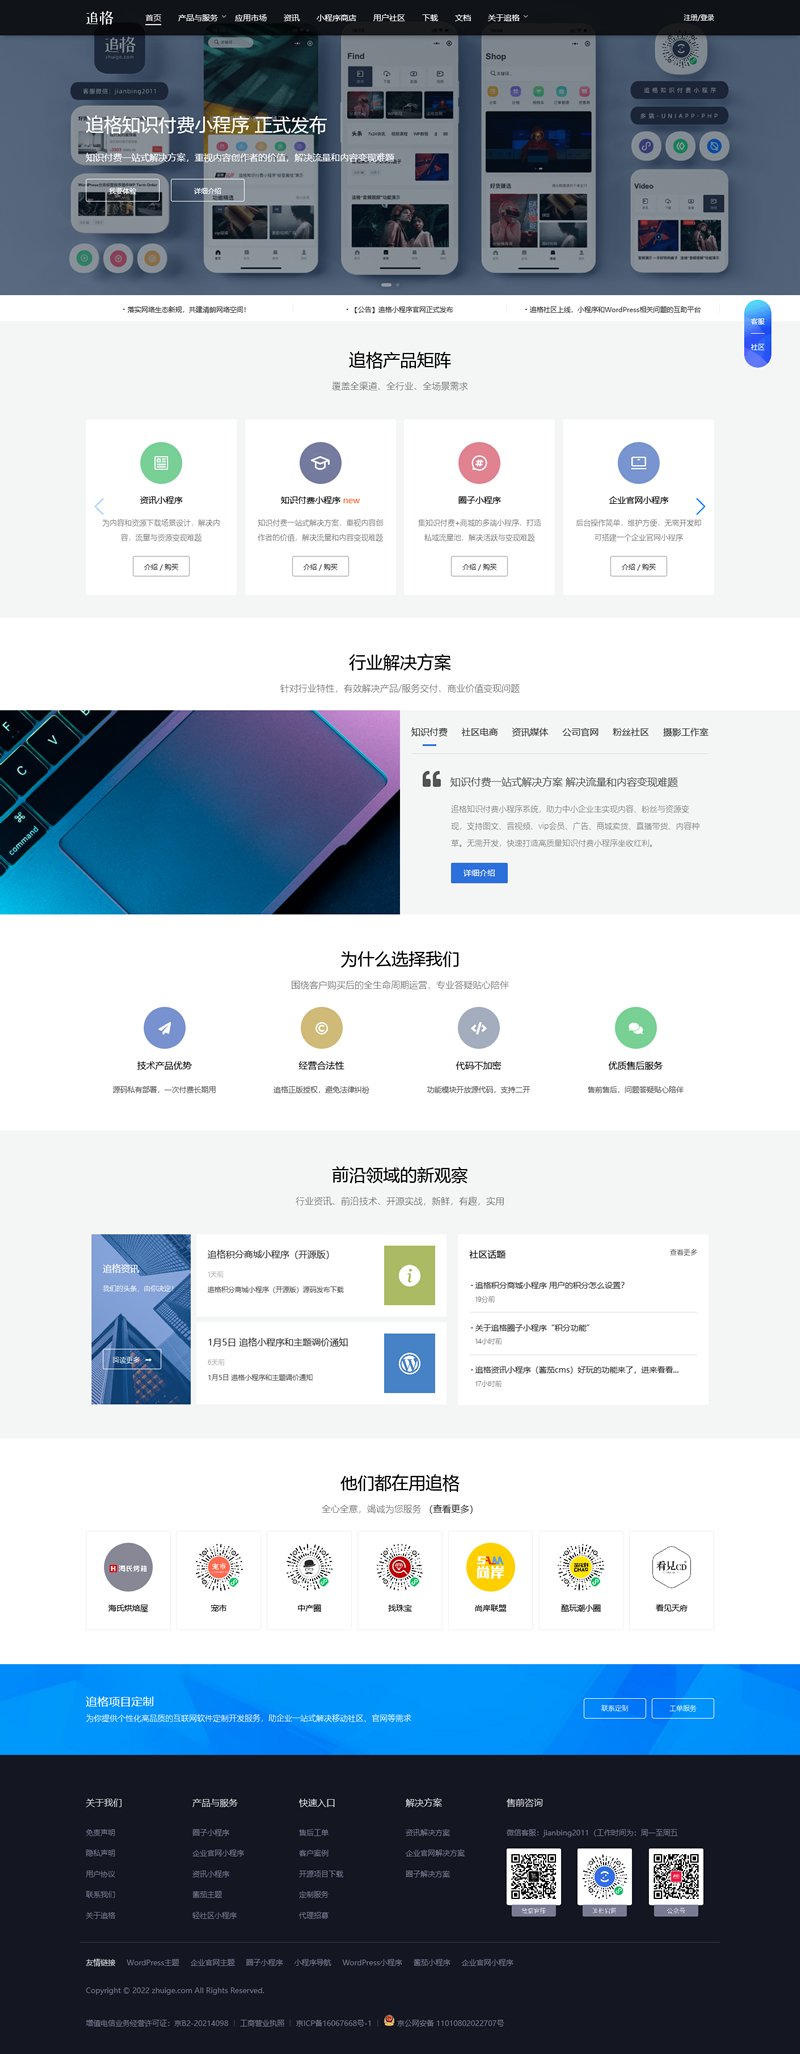 追格
首页 产品与服务 应用市场 资讯 小程序商店 用户社区 下载 文档 关于追格 注册/登录
追格
zhuige.com
客服微信：jianbing2011
Find
Shop
追格知识付费小程序
多端·UNIAPP·PHP
Video
追格知识付费小程序 正式发布
知识付费一站式解决方案，重视内容创作者的价值，解决流量和内容变现难题
我要体验 详细介绍
· 落实网络生态新规，共建清朗网络空间！
· 【公告】追格小程序官网正式发布
· 追格社区上线，小程序和WordPress相关问题的互助平台
客服
社区
追格产品矩阵
覆盖全渠道、全行业、全场景需求
资讯小程序
为内容和资源下载场景设计，解决内
容、流量与资源变现难题
介绍 / 购买
知识付费小程序 new
知识付费一站式解决方案，重视内容创
作者的价值，解决流量和内容变现难题
介绍 / 购买
圈子小程序
集知识付费+商城的多端小程序，打造
私域流量池，解决活跃与变现难题
介绍 / 购买
企业官网小程序
后台操作简单，维护方便，无需开发即
可搭建一个企业官网小程序
介绍 / 购买
行业解决方案
针对行业特性，有效解决产品/服务交付、商业价值变现问题
F
V
C
command
知识付费 社区电商 资讯媒体 公司官网 粉丝社区 摄影工作室
知识付费一站式解决方案 解决流量和内容变现难题
追格知识付费小程序系统，助力中小企业主实现内容、粉丝与资源变
现，支持图文、音视频、vip会员、广告、商城卖货、直播带货、内容种
草。无需开发，快速打造高质量知识付费小程序坐收红利。
详细介绍
为什么选择我们
围绕客户购买后的全生命周期运营，专业答疑贴心陪伴
技术产品优势
源码私有部署，一次付费长期用
经营合法性
追格正版授权，避免法律纠纷
代码不加密
功能模块开放源代码，支持二开
优质售后服务
售前售后，问题答疑贴心陪伴
前沿领域的新观察
行业资讯、前沿技术、开源实战，新鲜，有趣，实用
追格资讯
我们的头条，由你决定！
阅读更多
追格积分商城小程序（开源版）
1天前
追格积分商城小程序（开源版）源码发布下载
1月5日 追格小程序和主题调价通知
6天前
1月5日 追格小程序和主题调价通知
社区话题 查看更多
· 追格积分商城小程序 用户的积分怎么设置？
19分前
· 关于追格圈子小程序“积分功能”
14小时前
· 追格资讯小程序（酱茄cms）好玩的功能来了，进来看看...
17小时前
他们都在用追格
全心全意，竭诚为您服务 （查看更多）
海氏烤箱
海氏烘焙屋
宠市
宠市
中产圈
找珠宝
尚岸
尚岸联盟
酷玩潮小圈
看见CD
看见天府
追格项目定制
为你提供个性化高品质的互联网软件定制开发服务，助企业一站式解决移动社区、官网等需求
联系定制 工单服务
关于我们
免责声明
隐私声明
用户协议
联系我们
关于追格
产品与服务
圈子小程序
企业官网小程序
资讯小程序
酱茄主题
轻社区小程序
快速入口
售后工单
客户案例
开源项目下载
定制服务
代理招募
解决方案
资讯解决方案
企业官网解决方案
圈子解决方案
售前咨询
微信客服：jianbing2011（工作时间为：周一至周五
公众号
友情链接 WordPress主题 企业官网主题 圈子小程序 小程序导航 WordPress小程序 酱茄小程序 企业官网小程序
Copyright © 2022 zhuige.com All Rights Reserved.
增值电信业务经营许可证：京B2-20214098 | 工商营业执照 | 京ICP备16067668号-1 | 京公网安备 11010802022707号